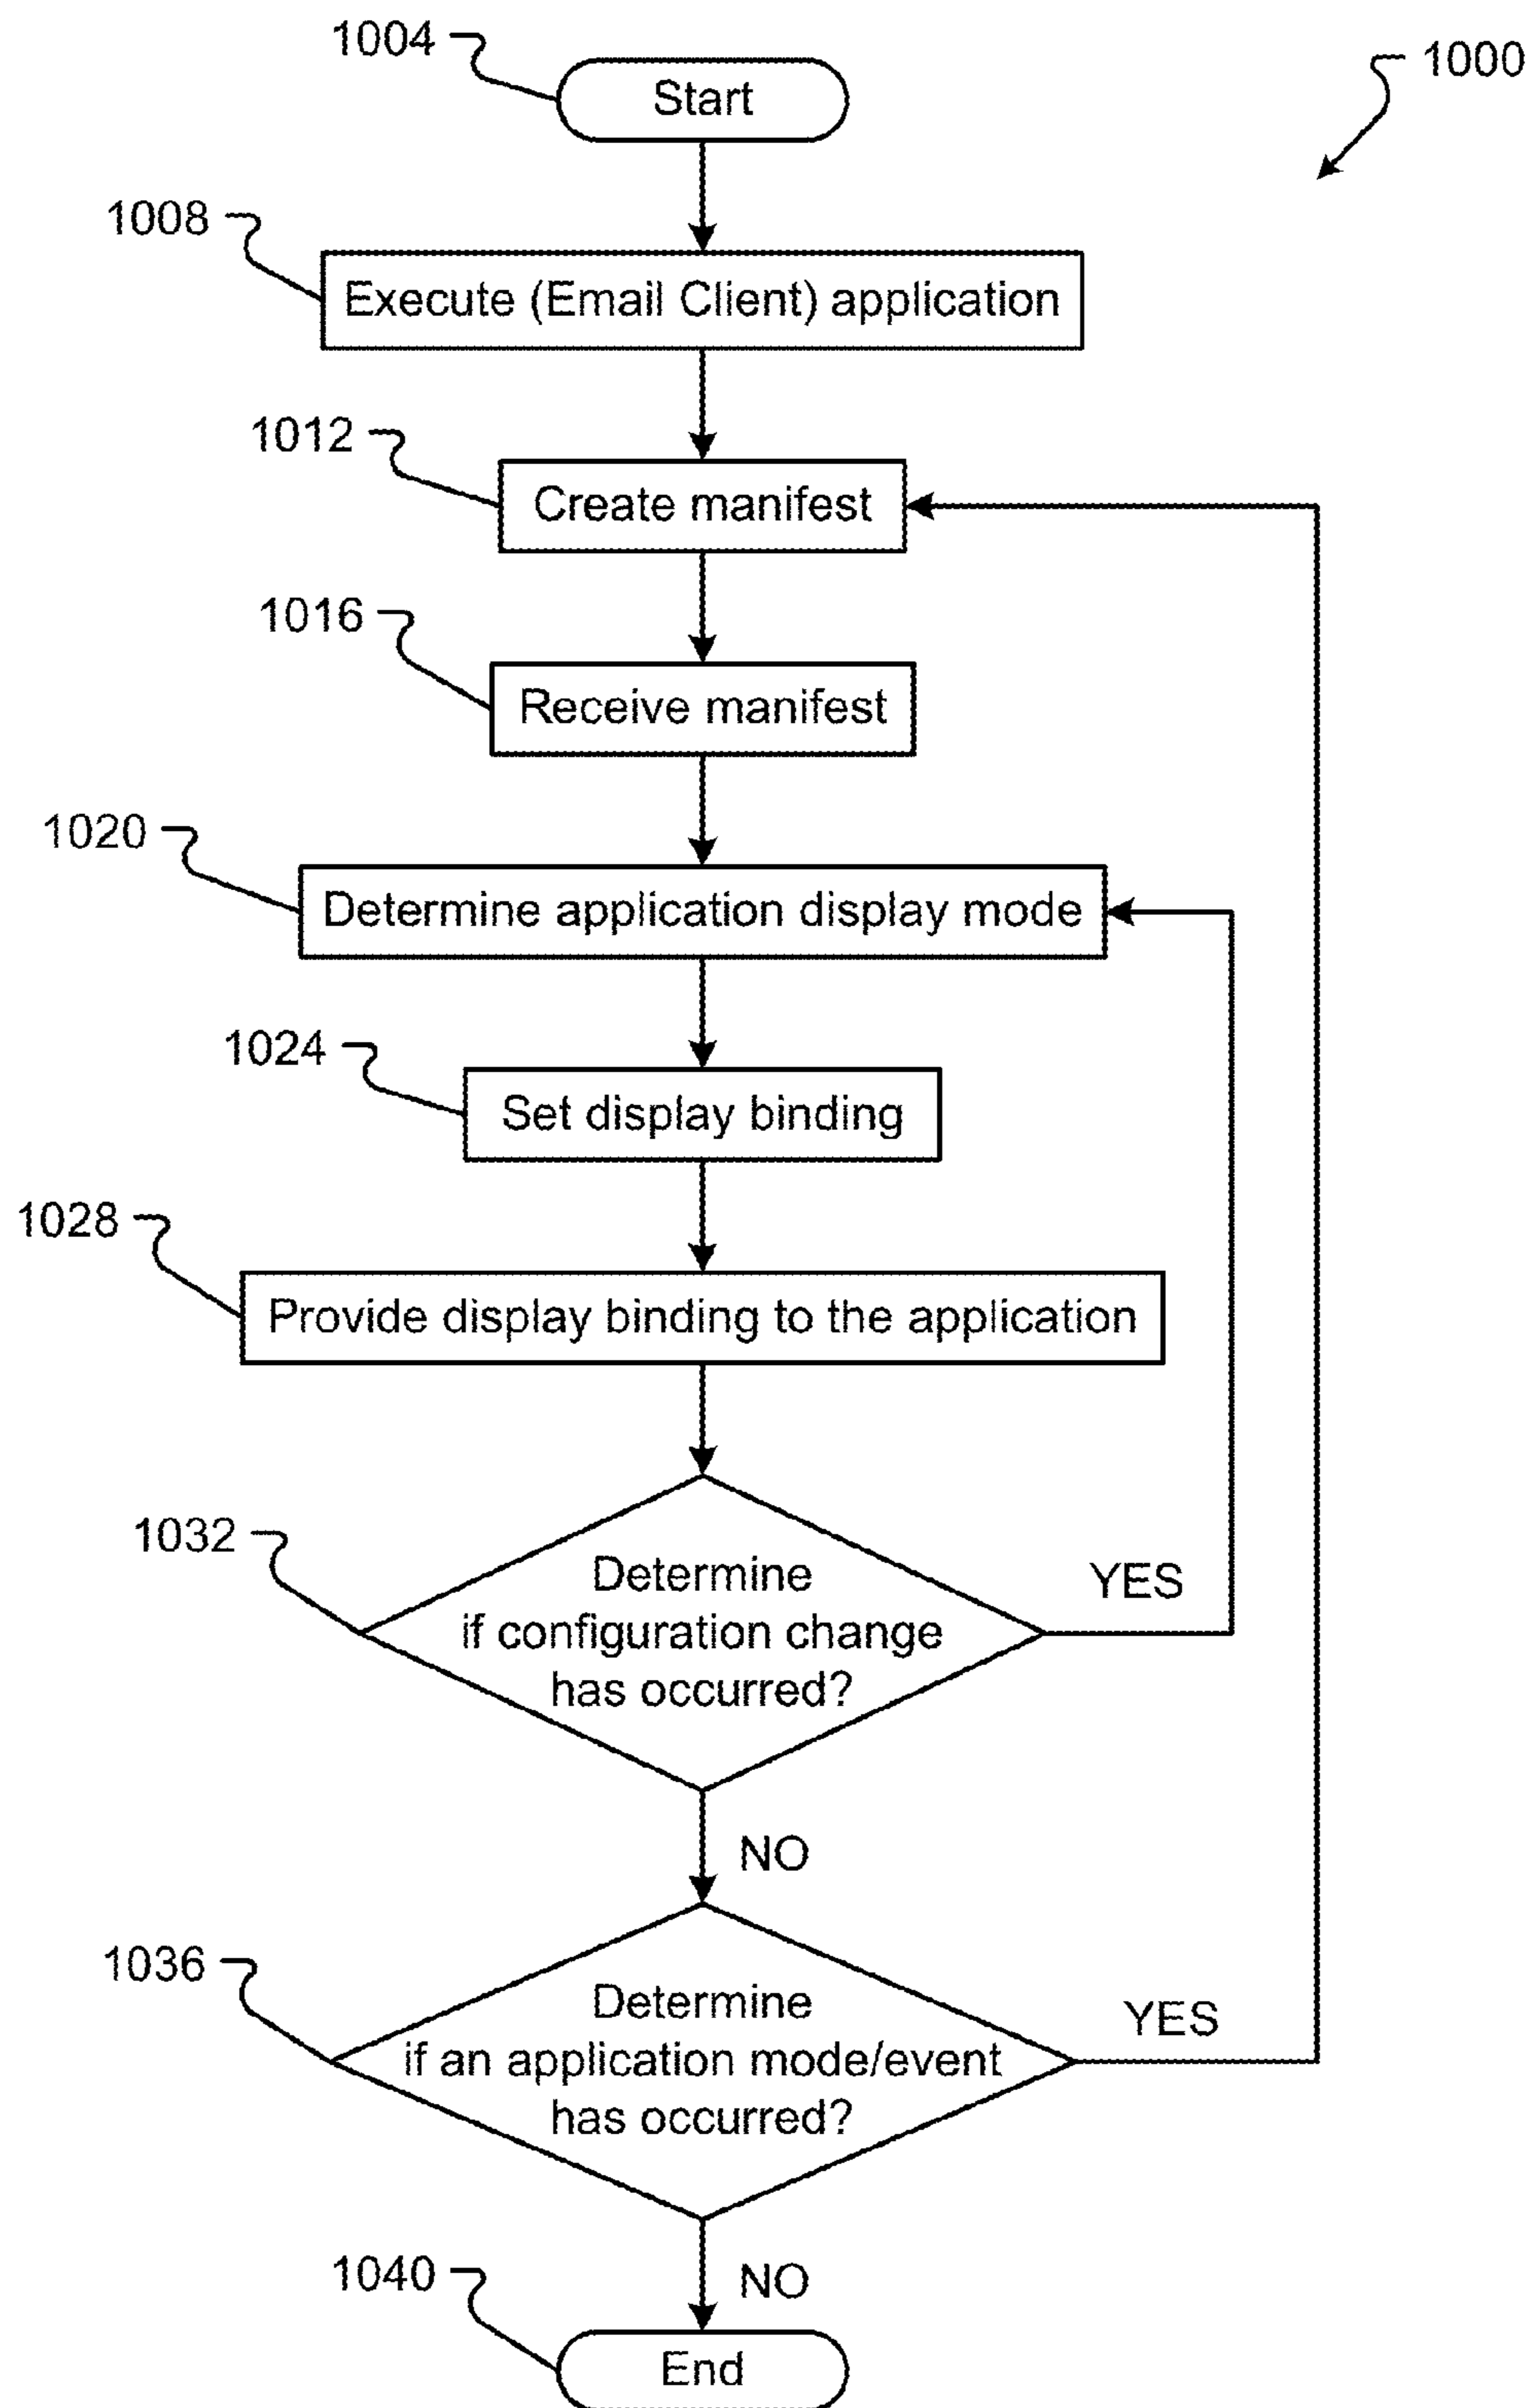 1004
Start
1000
1008
Execute (Email Client) application
1012
Create manifest
1016
Receive manifest
1020
Determine application display mode
1024
Set display binding
1028
Provide display binding to the application
1032
Determine
if configuration change
has occurred?
YES
NO
1036
Determine
if an application mode/event
has occurred?
YES
NO
1040
End